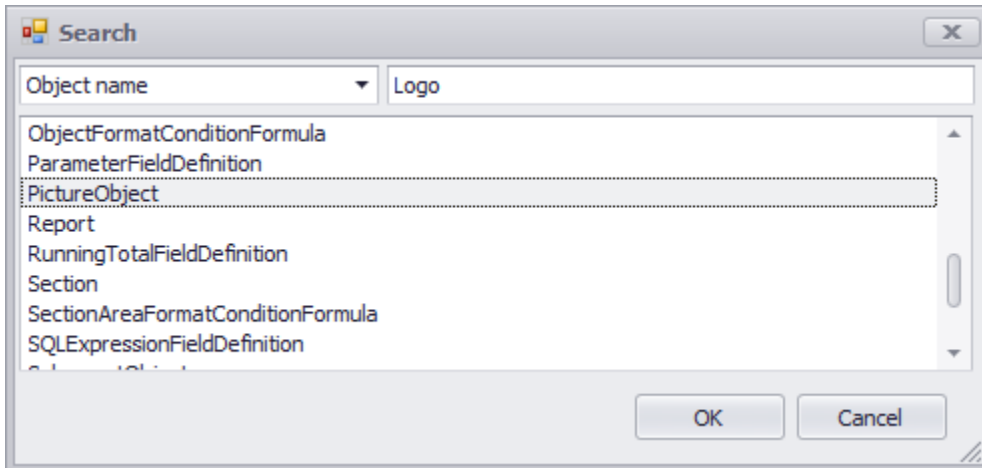 Search
Object name
Logo
ObjectFormatConditionFormula
ParameterFieldDefinition
PictureObject
Report
RunningTotalFieldDefinition
Section
SectionAreaFormatConditionFormula
SQLExpressionFieldDefinition
OK
Cancel